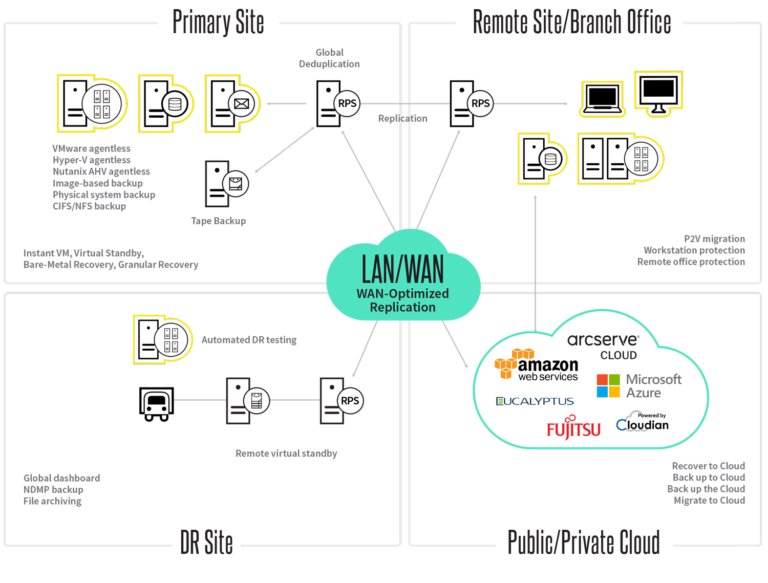 Primary Site
Remote Site/Branch Office
Global
Deduplication
RPS
RPS
Replication
VMware agentless
Hyper-V agentless
Nutanix AHV agentless
Image-based backup
Physical system backup
CIFS/NFS backup
Tape Backup
Instant VM, Virtual Standby,
Bare-Metal Recovery, Granular Recovery
P2V migration
Workstation protection
Remote office protection
LAN/WAN
WAN-Optimized
Replication
Automated DR testing
RPS
Remote virtual standby
Global dashboard
NDMP backup
File archiving
arcserve®
CLOUD
amazon
web services
Microsoft
Azure
EUCALYPTUS
FUJITSU
Powered by
Cloudian
Recover to Cloud
Back up to Cloud
Back up the Cloud
Migrate to Cloud
DR Site
Public/Private Cloud